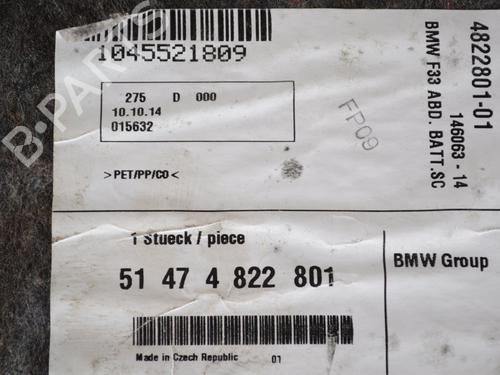 1045521809
275 D 000
10.10.14
015632
>PET/PP/CO<
FP09
4822801-01
146063 - 14
BMW F33 ABD. BATT.SC
1 Stueck / piece
51 47 4 822 801
BMW Group
Made in Czech Republic 01
B-PARTS